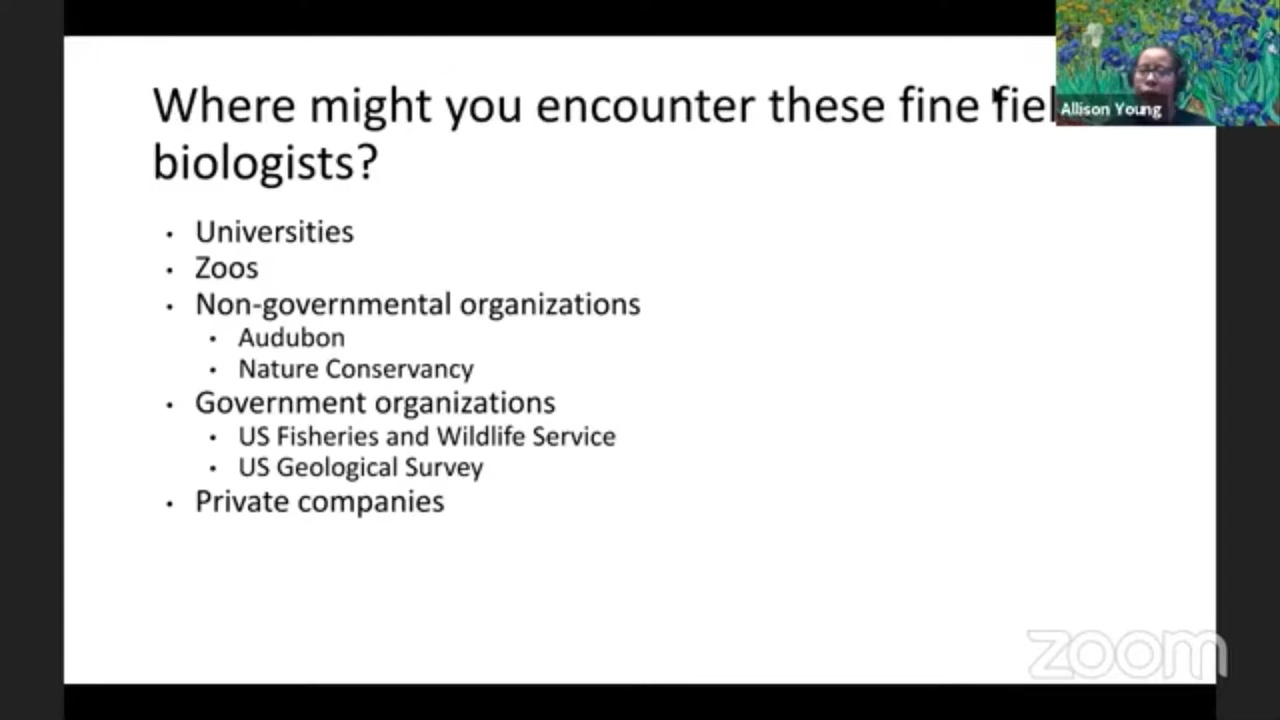 Where might you encounter these fine fiel
biologists?
Allison Young
• Universities
• Zoos
• Non-governmental organizations
• Audubon
• Nature Conservancy
• Government organizations
• US Fisheries and Wildlife Service
• US Geological Survey
• Private companies
zoom